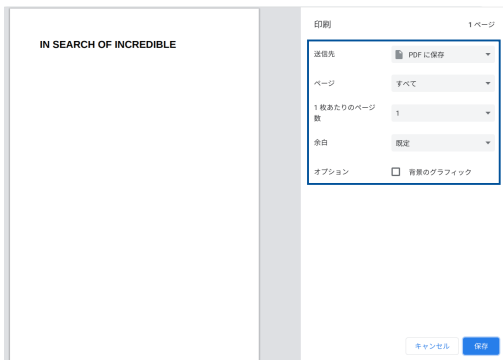 IN SEARCH OF INCREDIBLE
印刷
1 ページ
送信先
PDF に保存
ページ
すべて
1 枚あたりのページ
数
1
余白
既定
オプション
背景のグラフィック
キャンセル
保存